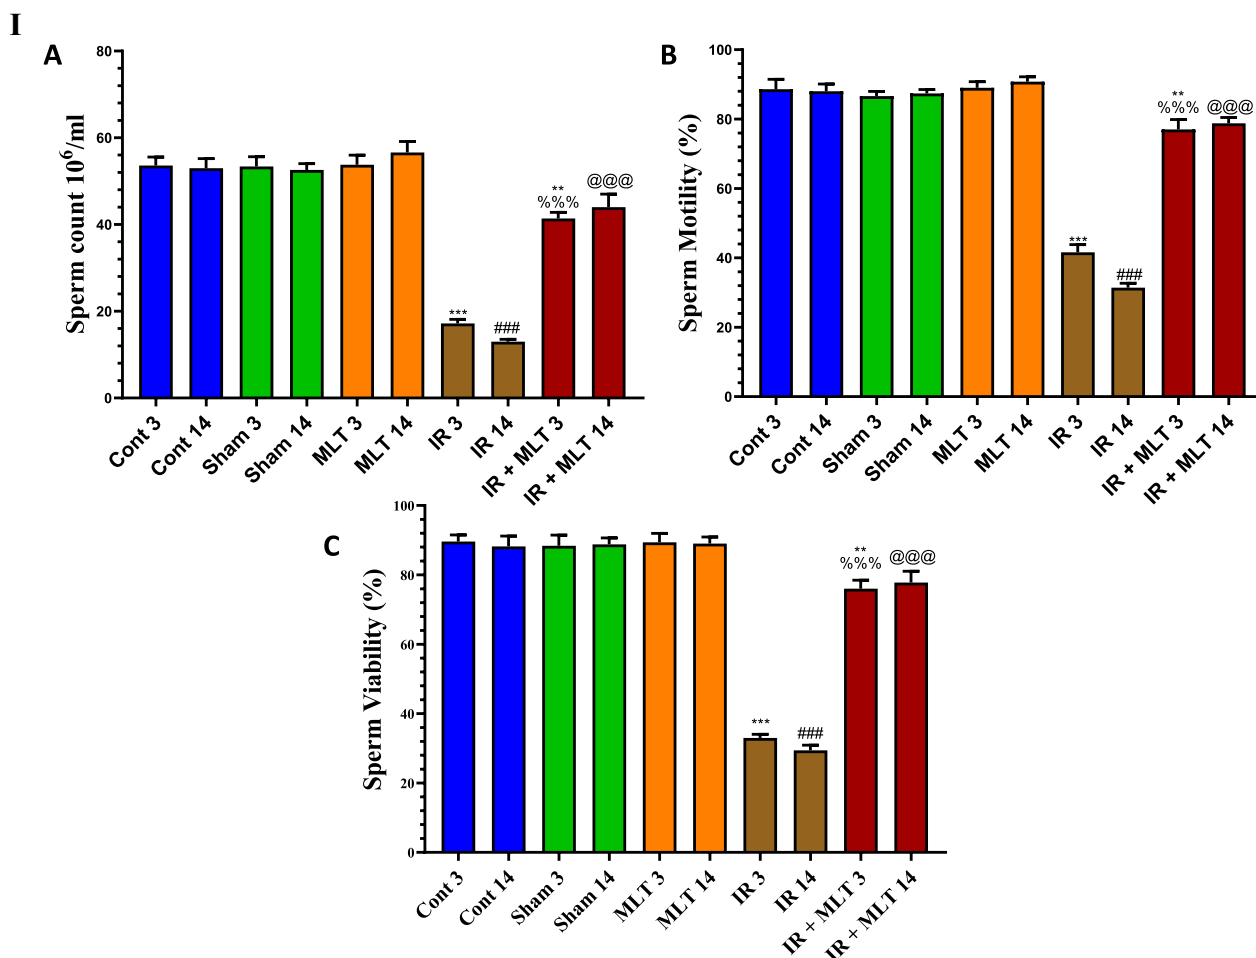 I
A
Sperm count 10⁶/ml
80
60
40
20
0
***
###
**
%%%
@@@
Cont 3
Cont 14
Sham 3
Sham 14
MLT 3
MLT 14
IR 3
IR 14
IR + MLT 3
IR + MLT 14
B
Sperm Motility (%)
100
80
60
40
20
0
***
###
**
%%%
@@@
Cont 3
Cont 14
Sham 3
Sham 14
MLT 3
MLT 14
IR 3
IR 14
IR + MLT 3
IR + MLT 14
C
Sperm Viability (%)
100
80
60
40
20
0
***
###
**
%%%
@@@
Cont 3
Cont 14
Sham 3
Sham 14
MLT 3
MLT 14
IR 3
IR 14
IR + MLT 3
IR + MLT 14